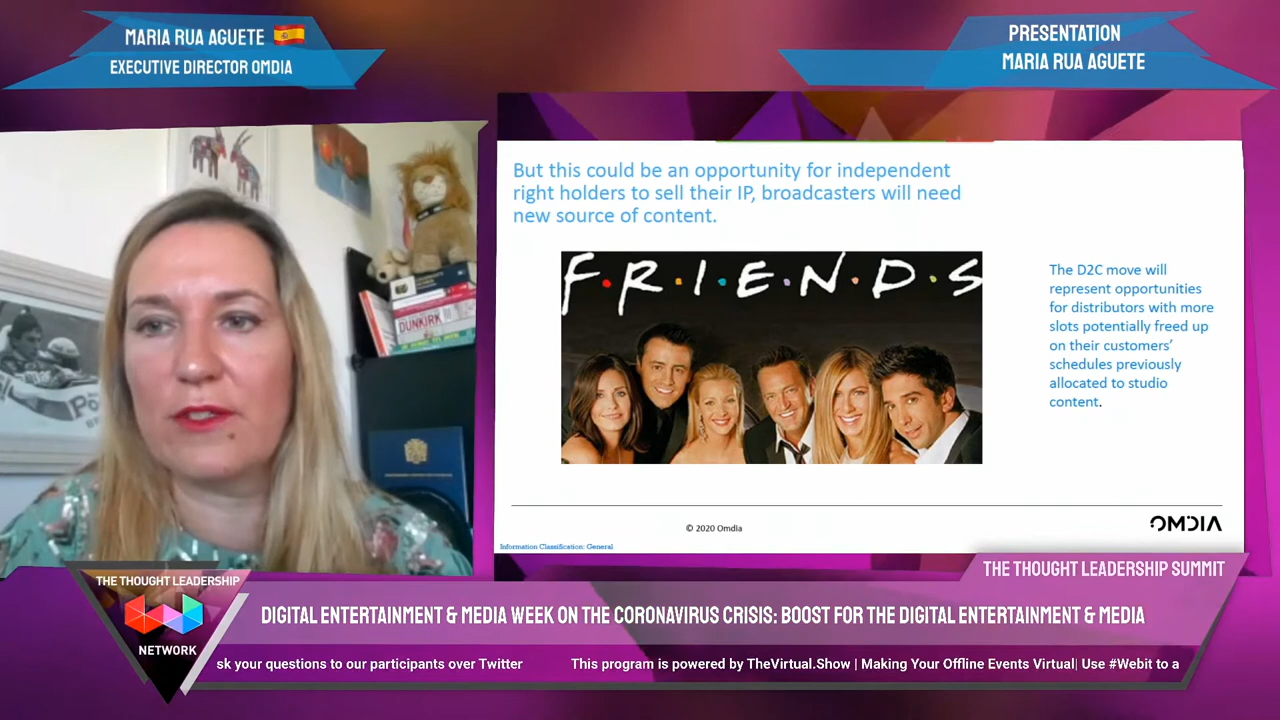 MARIA RUA AGUETE
EXECUTIVE DIRECTOR OMDIA
PRESENTATION
MARIA RUA AGUETE
But this could be an opportunity for independent
right holders to sell their IP, broadcasters will need
new source of content.
F·R·I·E·N·D·S
The D2C move will
represent opportunities
for distributors with more
slots potentially freed up
on their customers’
schedules previously
allocated to studio
content.
DUNKIRK
© 2020 Omdia
OMDIA
Information Classification: General
THE THOUGHT LEADERSHIP SUMMIT
THE THOUGHT LEADERSHIP
NETWORK
DIGITAL ENTERTAINMENT & MEDIA WEEK ON THE CORONAVIRUS CRISIS: BOOST FOR THE DIGITAL ENTERTAINMENT & MEDIA
sk your questions to our participants over Twitter
This program is powered by TheVirtual.Show | Making Your Offline Events Virtual| Use #Webit to a